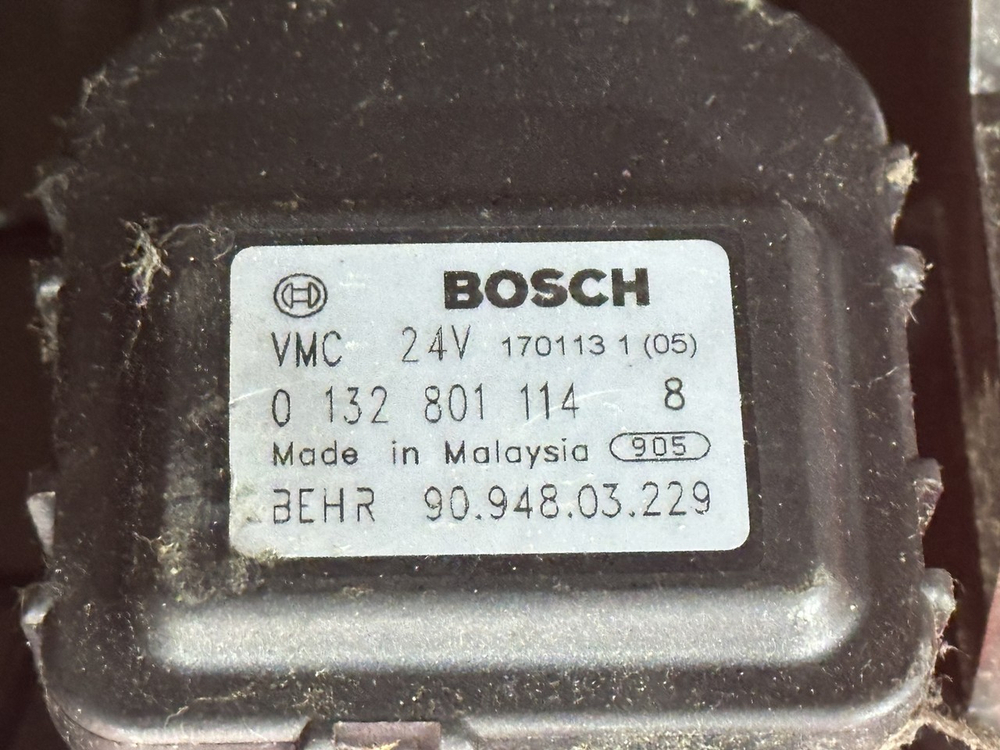 BOSCH
VMC 24V 170113 1 (05)
0 132 801 114 8
Made in Malaysia 905
BEHR 90.948.03.229